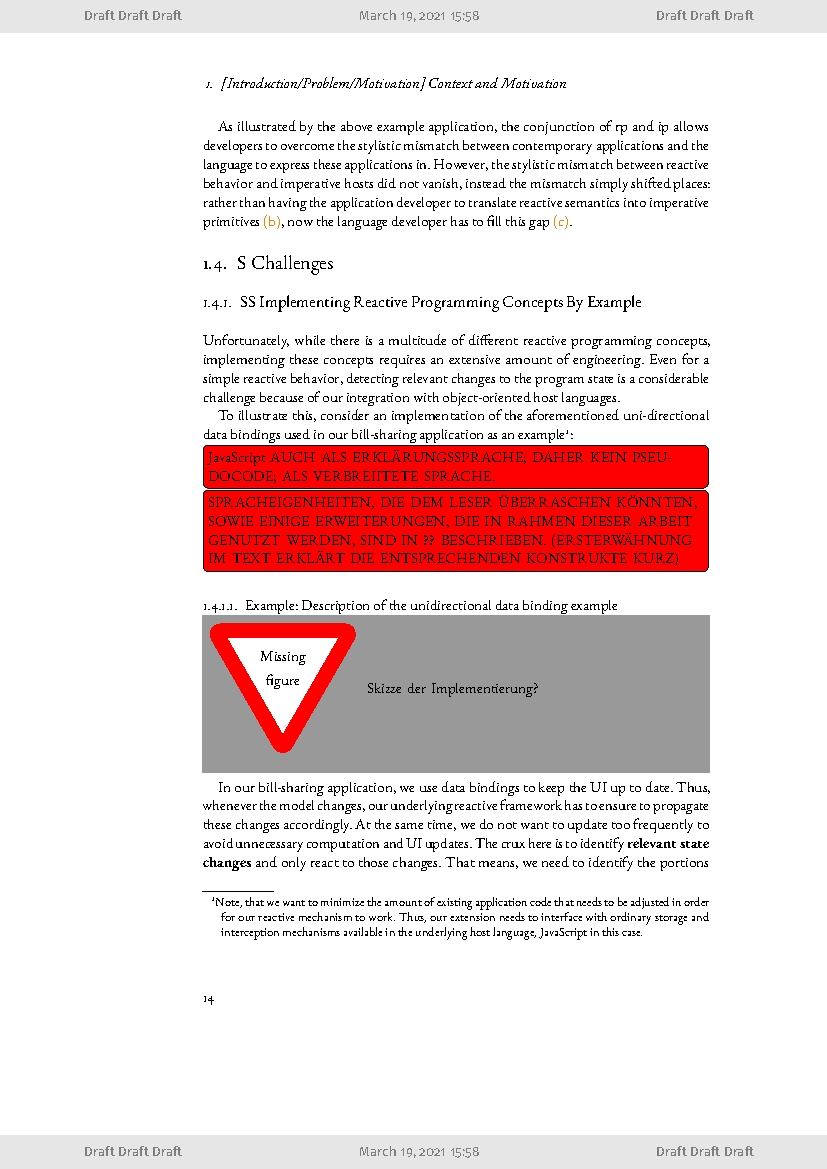 Draft Draft Draft March 19, 2021 15:58 Draft Draft Draft
1. [Introduction/Problem/Motivation] Context and Motivation
As illustrated by the above example application, the conjunction of rp and ip allows
developers to overcome the stylistic mismatch between contemporary applications and the
language to express these applications in. However, the stylistic mismatch between reactive
behavior and imperative hosts did not vanish, instead the mismatch simply shifted places:
rather than having the application developer to translate reactive semantics into imperative
primitives (b), now the language developer has to fill this gap (c).
1.4. S Challenges
1.4.1. SS Implementing Reactive Programming Concepts By Example
Unfortunately, while there is a multitude of different reactive programming concepts,
implementing these concepts requires an extensive amount of engineering. Even for a
simple reactive behavior, detecting relevant changes to the program state is a considerable
challenge because of our integration with object-oriented host languages.
To illustrate this, consider an implementation of the aforementioned uni-directional
data bindings used in our bill-sharing application as an example¹:
JavaScript AUCH ALS ERKLÄRUNGSSPRACHE; DAHER KEIN PSEU-
DOCODE; ALS VERBREIITETE SPRACHE.
SPRACHEIGENHEITEN, DIE DEM LESER ÜBERRASCHEN KÖNNTEN,
SOWIE EINIGE ERWEITERUNGEN, DIE IN RAHMEN DIESER ARBEIT
GENUTZT WERDEN, SIND IN ?? BESCHRIEBEN. (ERSTERWÄHNUNG
IM TEXT ERKLÄRT DIE ENTSPRECHENDEN KONSTRUKTE KURZ)
1.4.1.1. Example: Description of the unidirectional data binding example
Missing
figure
Skizze der Implementierung?
In our bill-sharing application, we use data bindings to keep the UI up to date. Thus,
whenever the model changes, our underlying reactive framework has to ensure to propagate
these changes accordingly. At the same time, we do not want to update too frequently to
avoid unnecessary computation and UI updates. The crux here is to identify relevant state
changes and only react to those changes. That means, we need to identify the portions
¹Note, that we want to minimize the amount of existing application code that needs to be adjusted in order
for our reactive mechanism to work. Thus, our extension needs to interface with ordinary storage and
interception mechanisms available in the underlying host language, JavaScript in this case.
14
Draft Draft Draft March 19, 2021 15:58 Draft Draft Draft